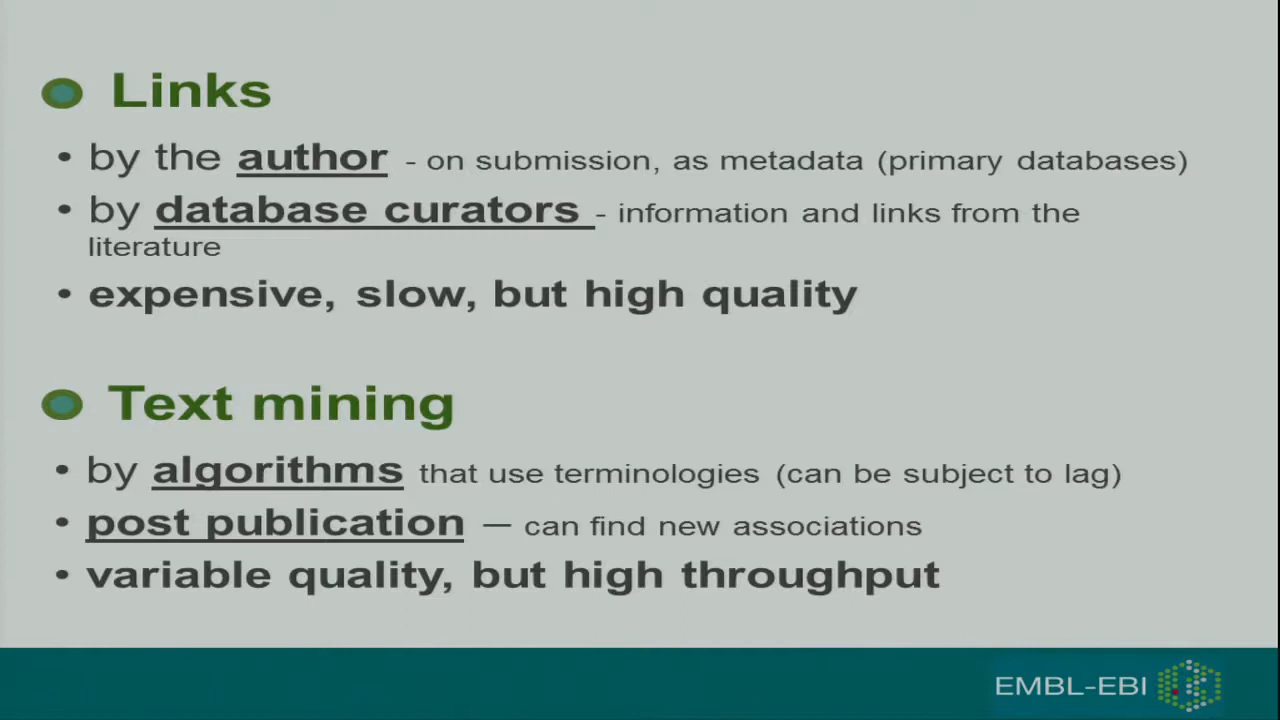 Links
• by the author - on submission, as metadata (primary databases)
• by database curators - information and links from the
literature
• expensive, slow, but high quality
Text mining
• by algorithms that use terminologies (can be subject to lag)
• post publication — can find new associations
• variable quality, but high throughput
EMBL-EBI